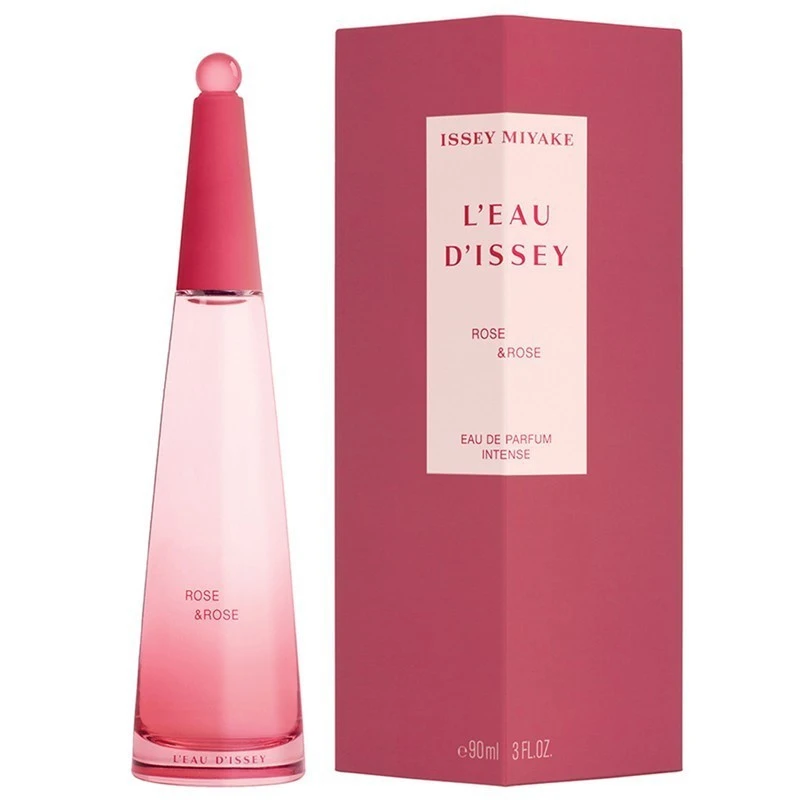 ROSE
&ROSE
L'EAU D'ISSEY
ISSEY MIYAKE
L'EAU
D'ISSEY
ROSE
&ROSE
EAU DE PARFUM
INTENSE
℮90ml 3 FL.OZ.